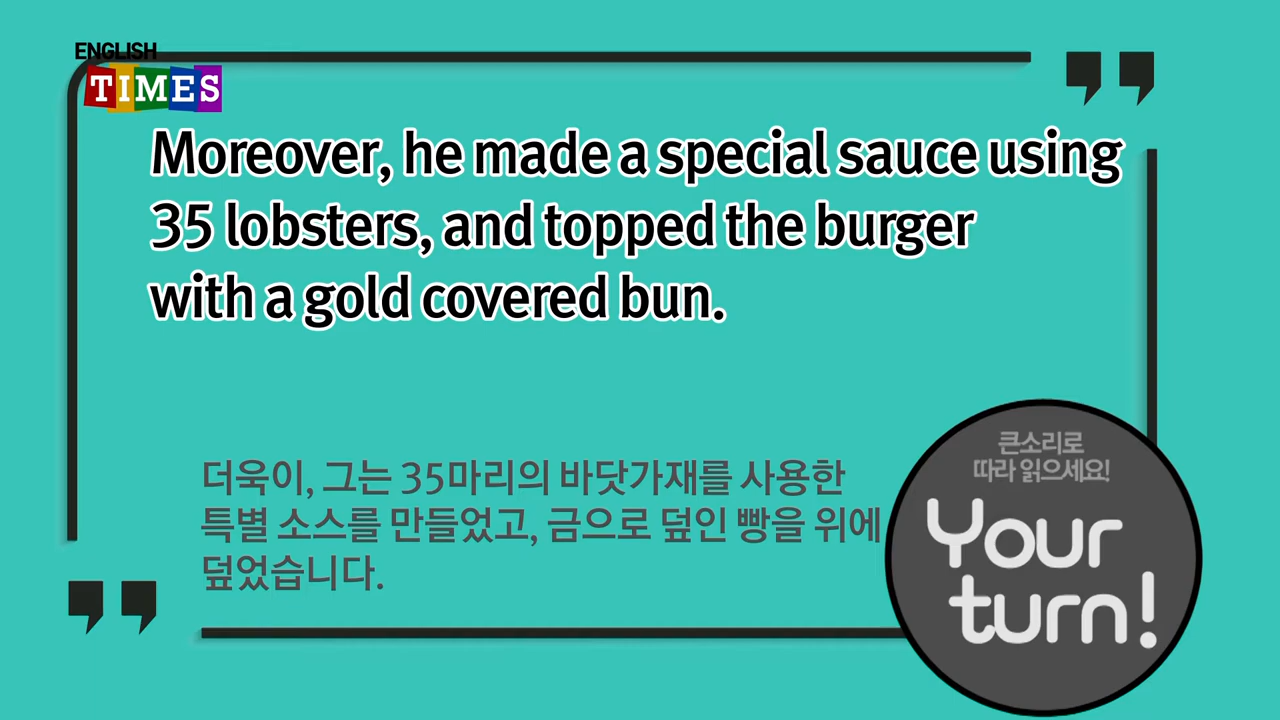 ENGLISH
TIMES
Moreover, he made a special sauce using
35 lobsters, and topped the burger
with a gold covered bun.
더욱이, 그는 35마리의 바닷가재를 사용한
특별 소스를 만들었고, 금으로 덮인 빵을 위에
덮었습니다.
큰소리로
따라 읽으세요!
Your
turn!